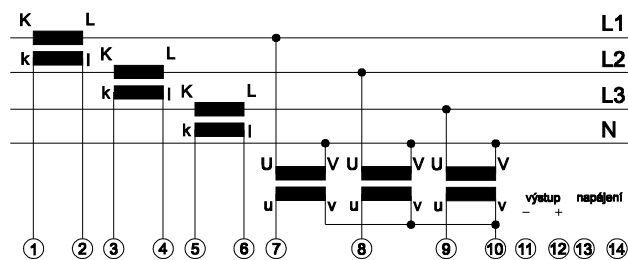 K L L1
k l K L L2
k l K L L3
k l N
U V U V U V
u v u v u v výstup napájení
− +
1 2 3 4 5 6 7 8 9 10 11 12 13 14